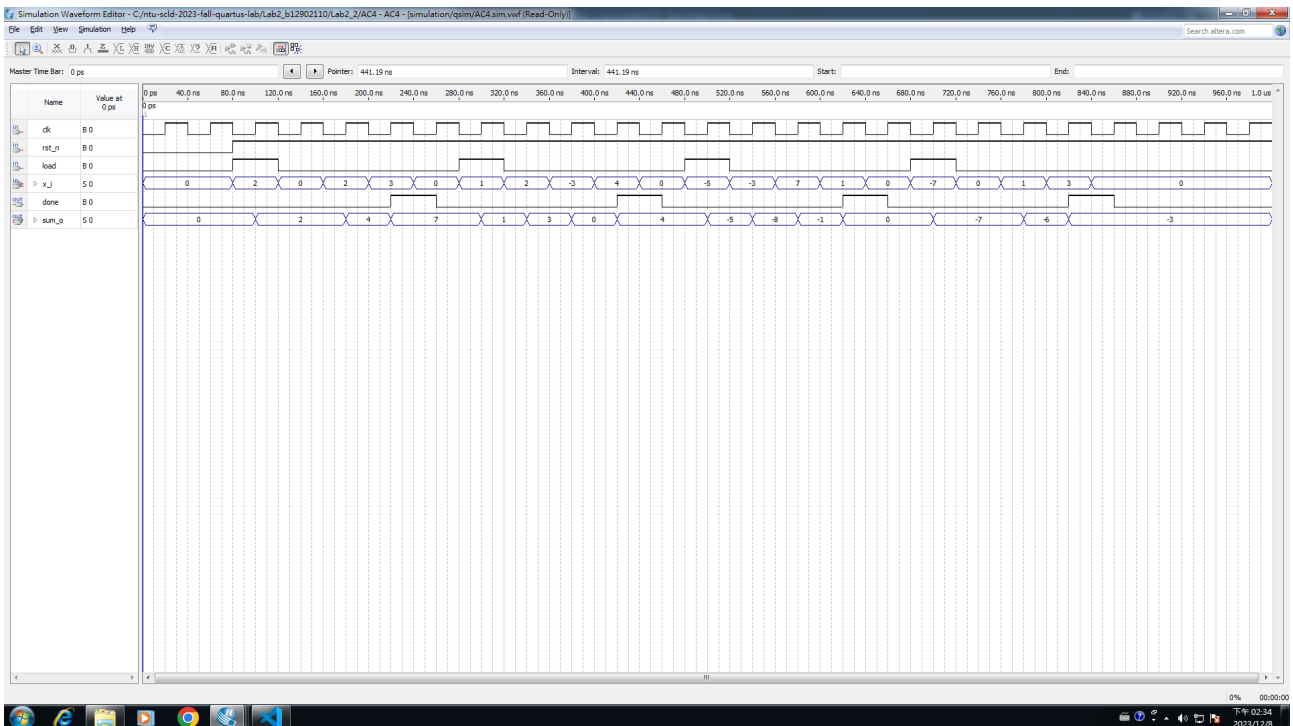 Simulation Waveform Editor - C:/ntu-scld-2023-fall-quartus-lab/Lab2_b12902110/Lab2_2/AC4 - AC4 - [simulation/qsim/AC4.sim.vwf (Read-Only)]
File Edit View Simulation Help
Search altera.com
Master Time Bar: 0 ps Pointer: 441.19 ns Interval: 441.19 ns Start: End:
Name Value at 0 ps
0 ps 40.0 ns 80.0 ns 120.0 ns 160.0 ns 200.0 ns 240.0 ns 280.0 ns 320.0 ns 360.0 ns 400.0 ns 440.0 ns 480.0 ns 520.0 ns 560.0 ns 600.0 ns 640.0 ns 680.0 ns 720.0 ns 760.0 ns 800.0 ns 840.0 ns 880.0 ns 920.0 ns 960.0 ns 1.0 us
0 ps
clk B 0
rst_n B 0
load B 0
x_i S 0 0 2 0 2 3 0 1 2 -3 4 0 -5 -3 7 1 0 -7 0 1 3 0
done B 0
sum_o S 0 0 2 4 7 1 3 0 4 -5 -8 -1 0 -7 -6 -3
0% 00:00:00
下午 02:34
2023/12/8